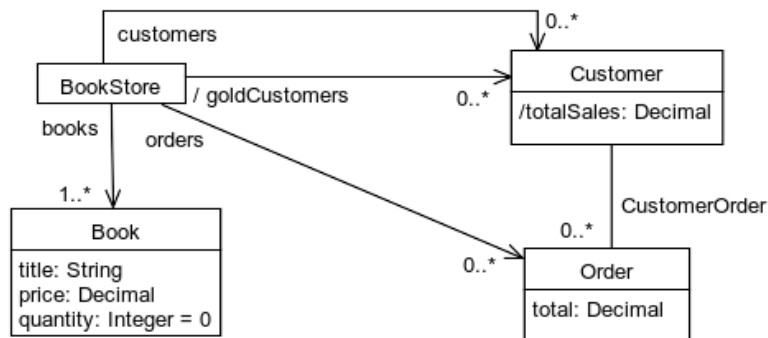 customers
0..*
BookStore
/ goldCustomers
0..*
Customer
/totalSales: Decimal
books
orders
1..*
CustomerOrder
Book
title: String
price: Decimal
quantity: Integer = 0
0..*
0..*
Order
total: Decimal